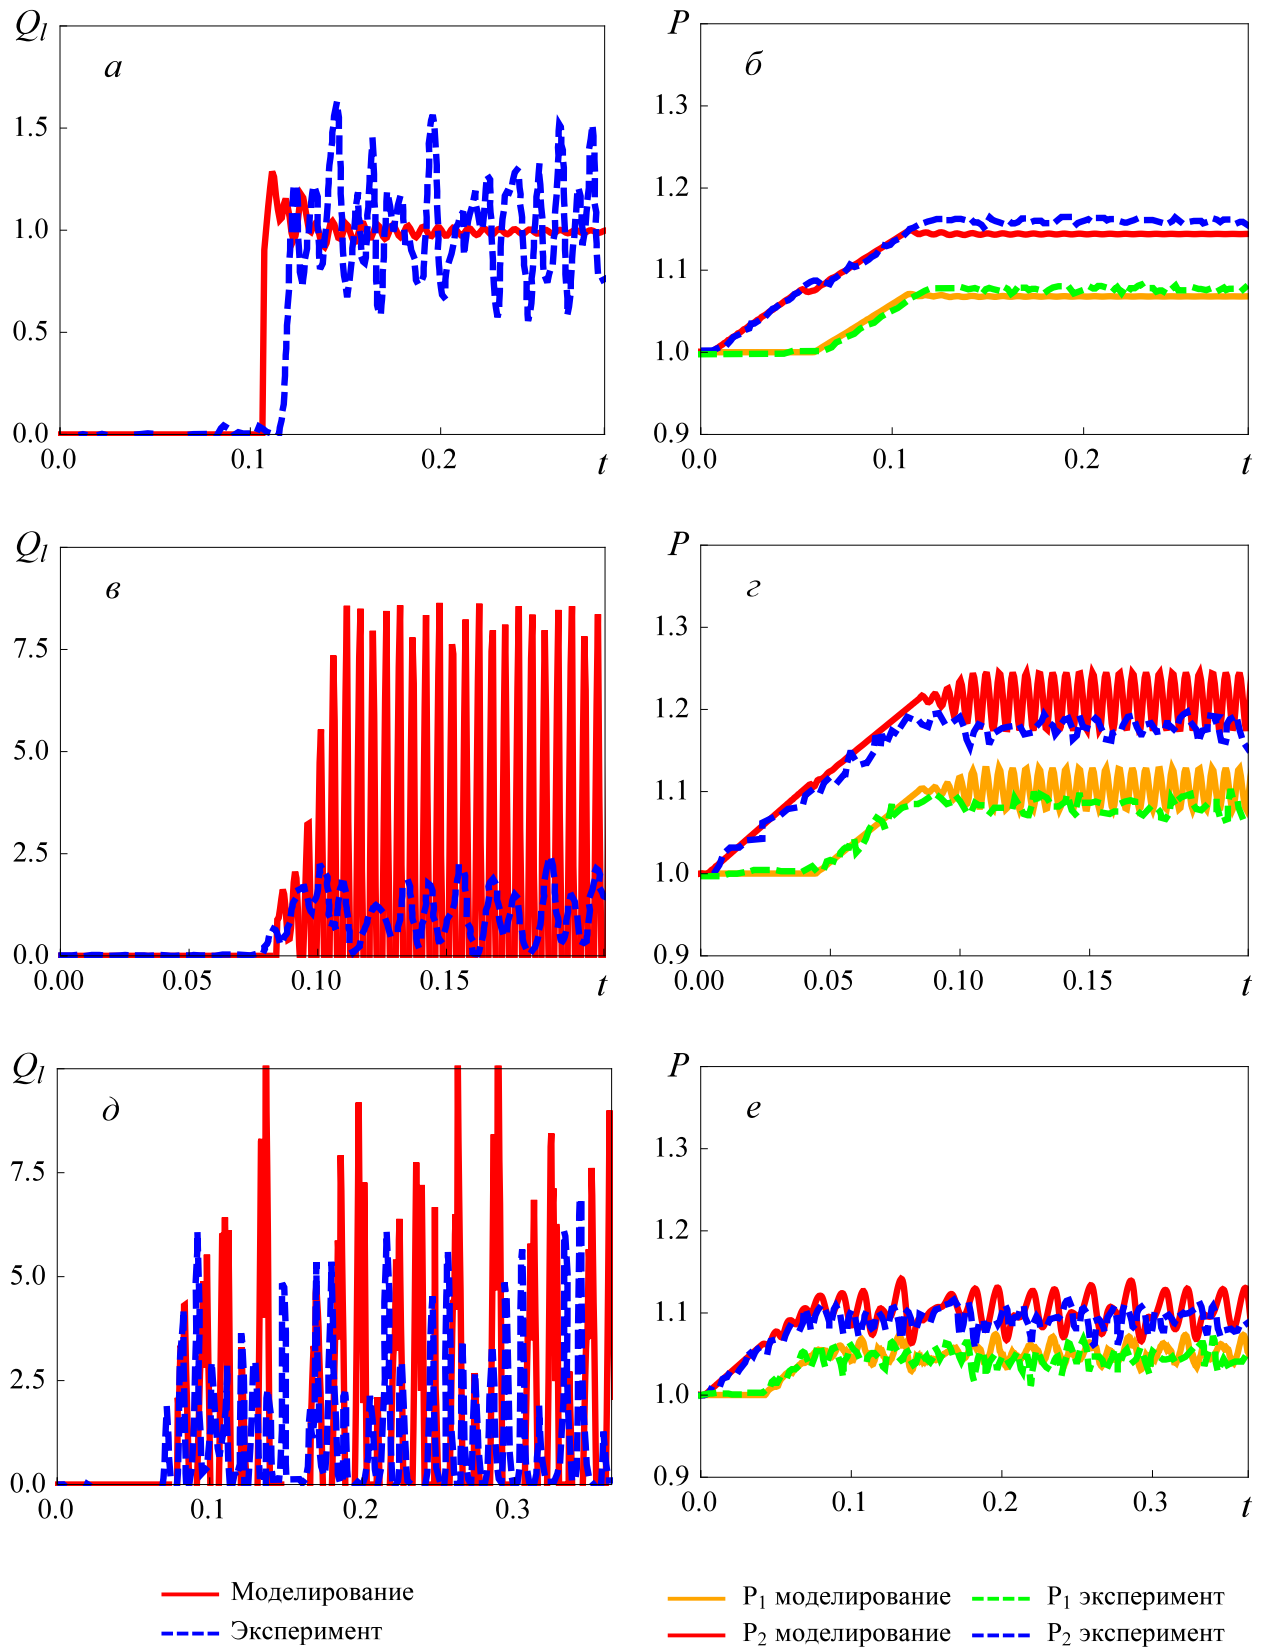 Q_l
а
1.5
1.0
0.5
0.0
0.0 0.1 0.2 t
P
б
1.3
1.2
1.1
1.0
0.9
0.0 0.1 0.2 t
Q_l
в
7.5
5.0
2.5
0.0
0.00 0.05 0.10 0.15 t
P
г
1.3
1.2
1.1
1.0
0.9
0.00 0.05 0.10 0.15 t
Q_l
д
7.5
5.0
2.5
0.0
0.0 0.1 0.2 0.3
P
е
1.3
1.2
1.1
1.0
0.9
0.0 0.1 0.2 0.3 t
Моделирование
Эксперимент
P₁ моделирование
P₂ моделирование
P₁ эксперимент
P₂ эксперимент